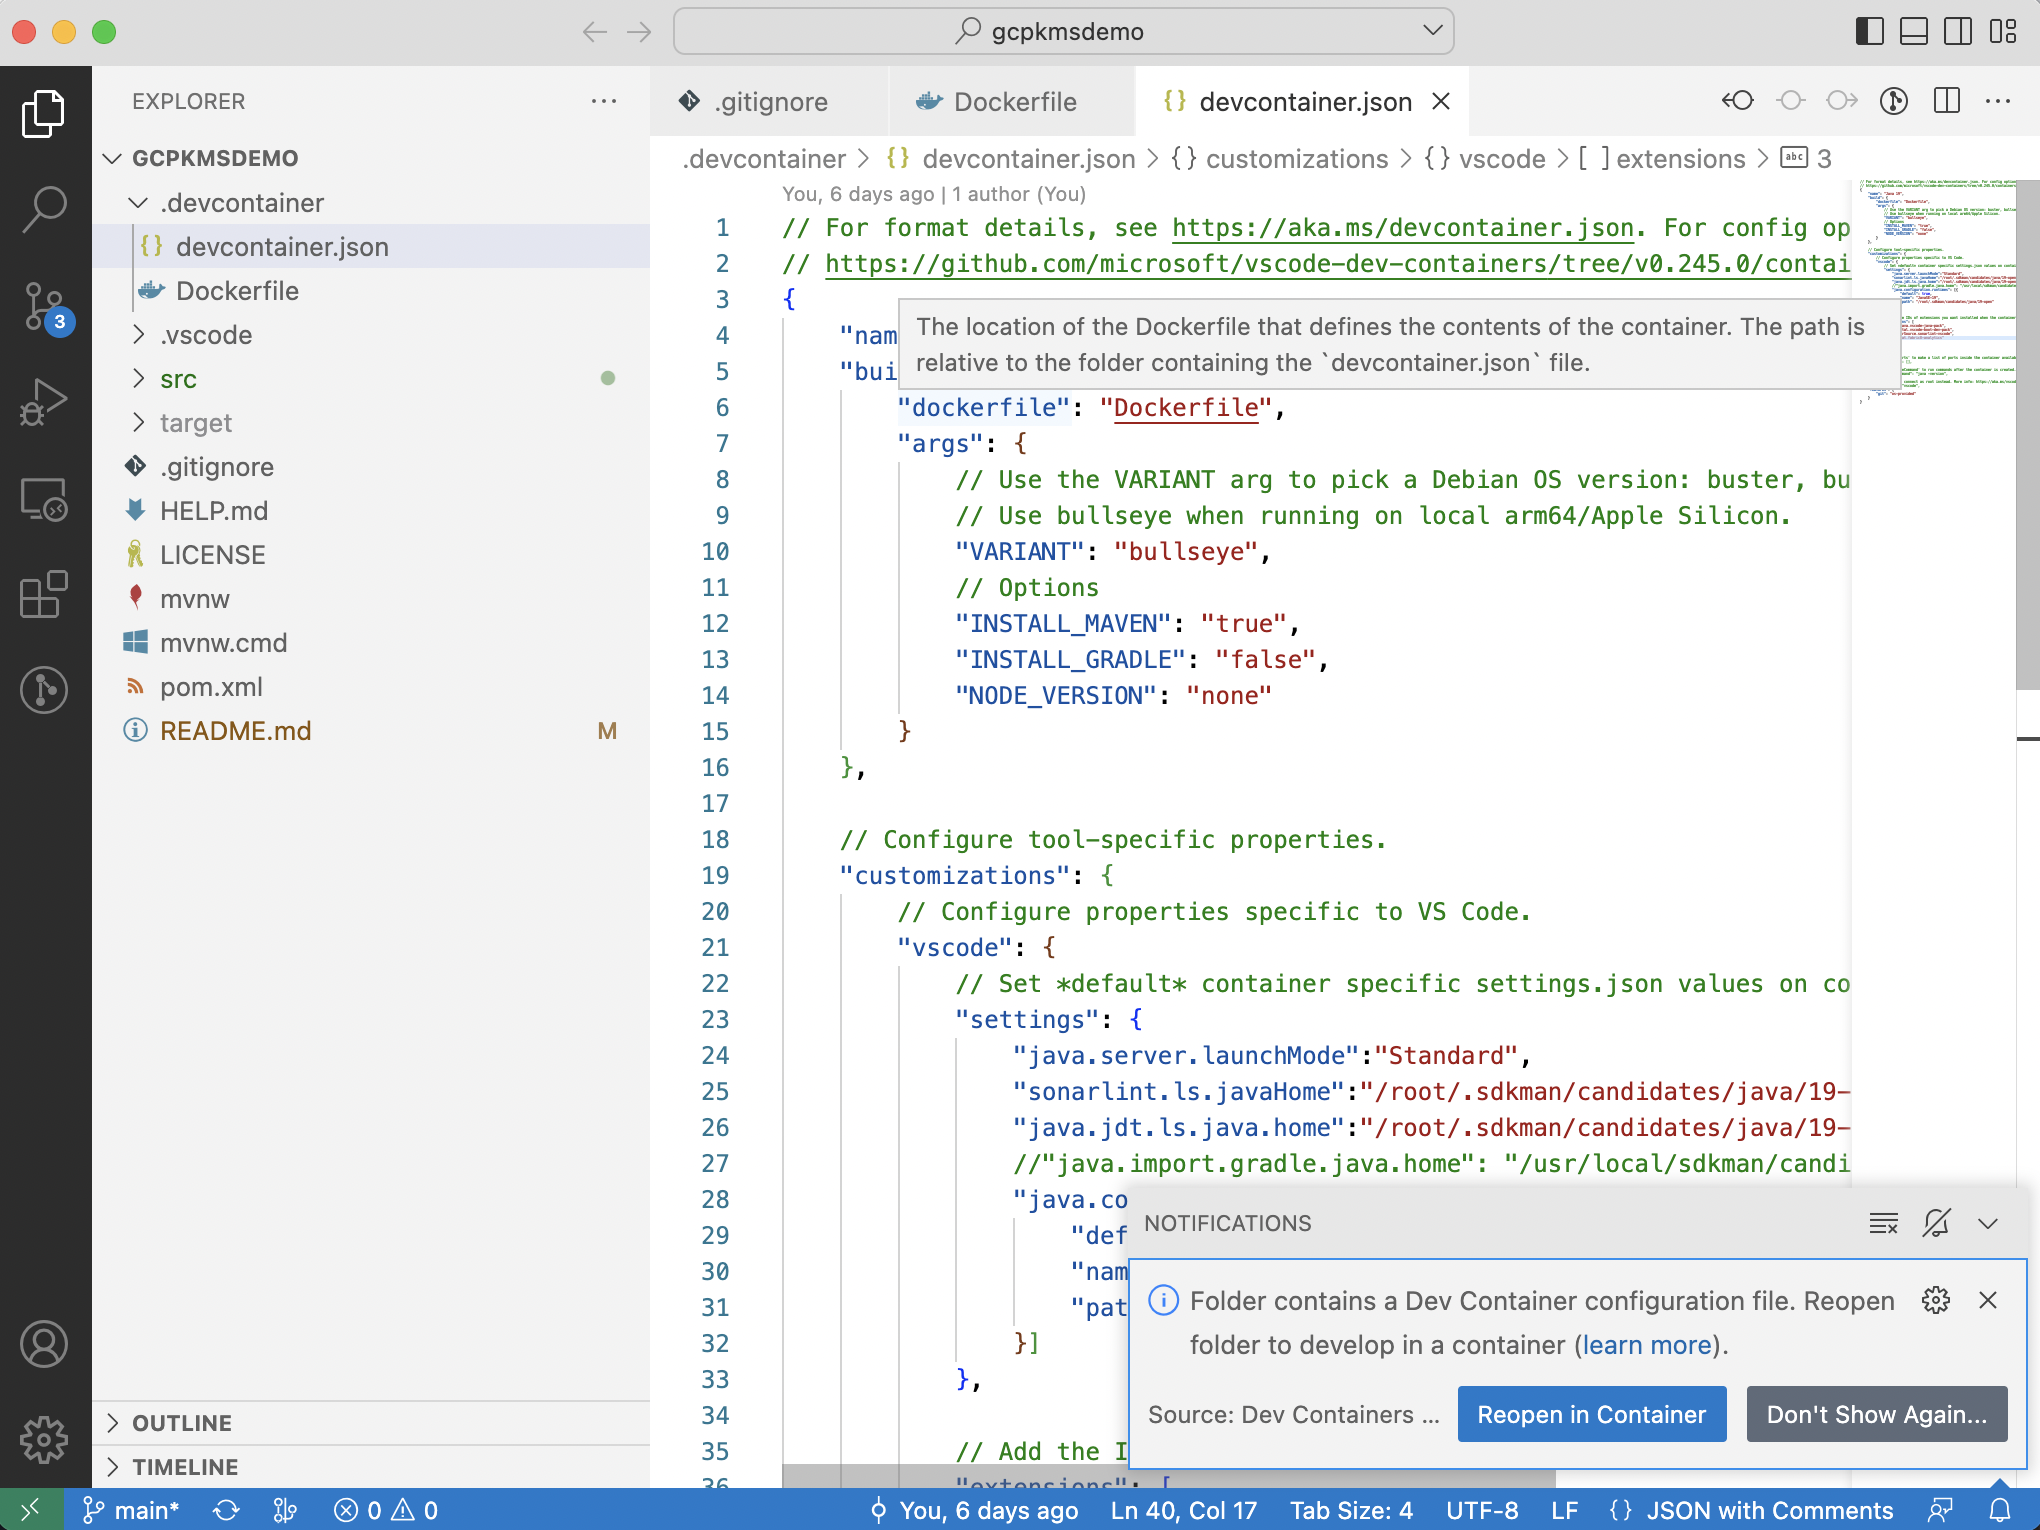 gcpkmsdemo
EXPLORER
GCPKMSDEMO
.devcontainer
devcontainer.json
Dockerfile
.vscode
src
target
.gitignore
HELP.md
LICENSE
mvnw
mvnw.cmd
pom.xml
README.md M
OUTLINE
TIMELINE
3
.gitignore
Dockerfile
{} devcontainer.json
.devcontainer > {} devcontainer.json > {} customizations > {} vscode > [ ] extensions > abc 3
You, 6 days ago | 1 author (You)
1 // For format details, see https://aka.ms/devcontainer.json. For config op
2 // https://github.com/microsoft/vscode-dev-containers/tree/v0.245.0/contai
3 {
The location of the Dockerfile that defines the contents of the container. The path is
relative to the folder containing the `devcontainer.json` file.
4 "nam
5 "bui
6 "dockerfile": "Dockerfile",
7 "args": {
8 // Use the VARIANT arg to pick a Debian OS version: buster, bu
9 // Use bullseye when running on local arm64/Apple Silicon.
10 "VARIANT": "bullseye",
11 // Options
12 "INSTALL_MAVEN": "true",
13 "INSTALL_GRADLE": "false",
14 "NODE_VERSION": "none"
15 }
16 },
17
18 // Configure tool-specific properties.
19 "customizations": {
20 // Configure properties specific to VS Code.
21 "vscode": {
22 // Set *default* container specific settings.json values on co
23 "settings": {
24 "java.server.launchMode":"Standard",
25 "sonarlint.ls.javaHome":"/root/.sdkman/candidates/java/19-
26 "java.jdt.ls.java.home":"/root/.sdkman/candidates/java/19-
27 //"java.import.gradle.java.home": "/usr/local/sdkman/candi
28 "java.co
29 "def
30 "nam
31 "pat
32 }]
33 },
34
35 // Add the I
36 "extensions": [
NOTIFICATIONS
Folder contains a Dev Container configuration file. Reopen
folder to develop in a container (learn more).
Source: Dev Containers ...
Reopen in Container
Don't Show Again...
main* 0 0 You, 6 days ago Ln 40, Col 17 Tab Size: 4 UTF-8 LF {} JSON with Comments